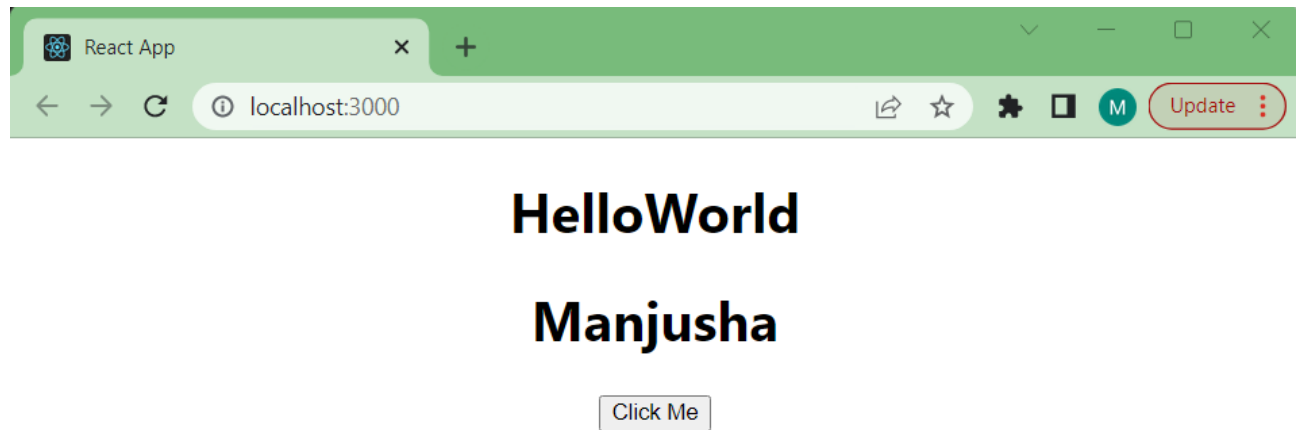 React App
localhost:3000
M
Update
HelloWorld
Manjusha
Click Me